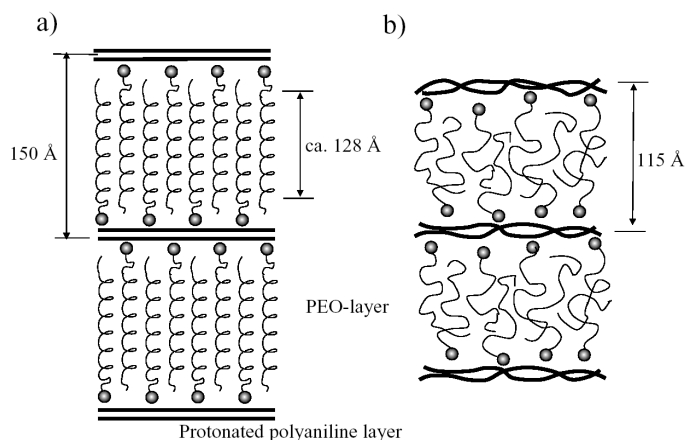 a)
b)
150 Å
ca. 128 Å
115 Å
PEO-layer
Protonated polyaniline layer